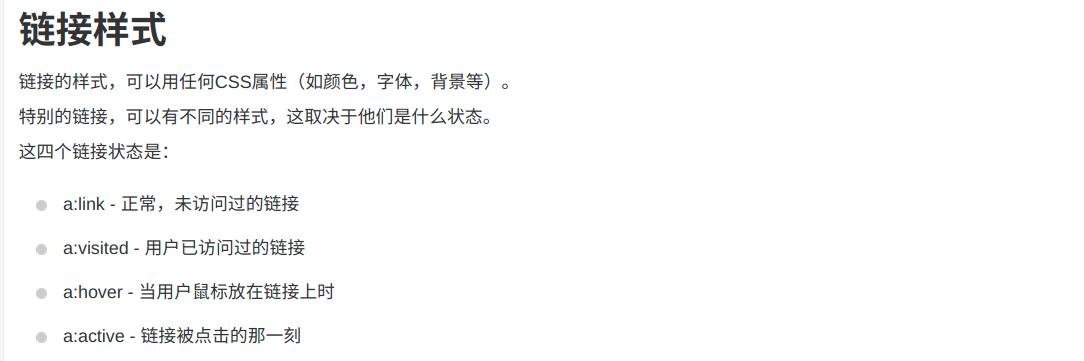 链接样式
链接的样式，可以用任何CSS属性（如颜色，字体，背景等）。
特别的链接，可以有不同的样式，这取决于他们是什么状态。
这四个链接状态是：
a:link - 正常，未访问过的链接
a:visited - 用户已访问过的链接
a:hover - 当用户鼠标放在链接上时
a:active - 链接被点击的那一刻